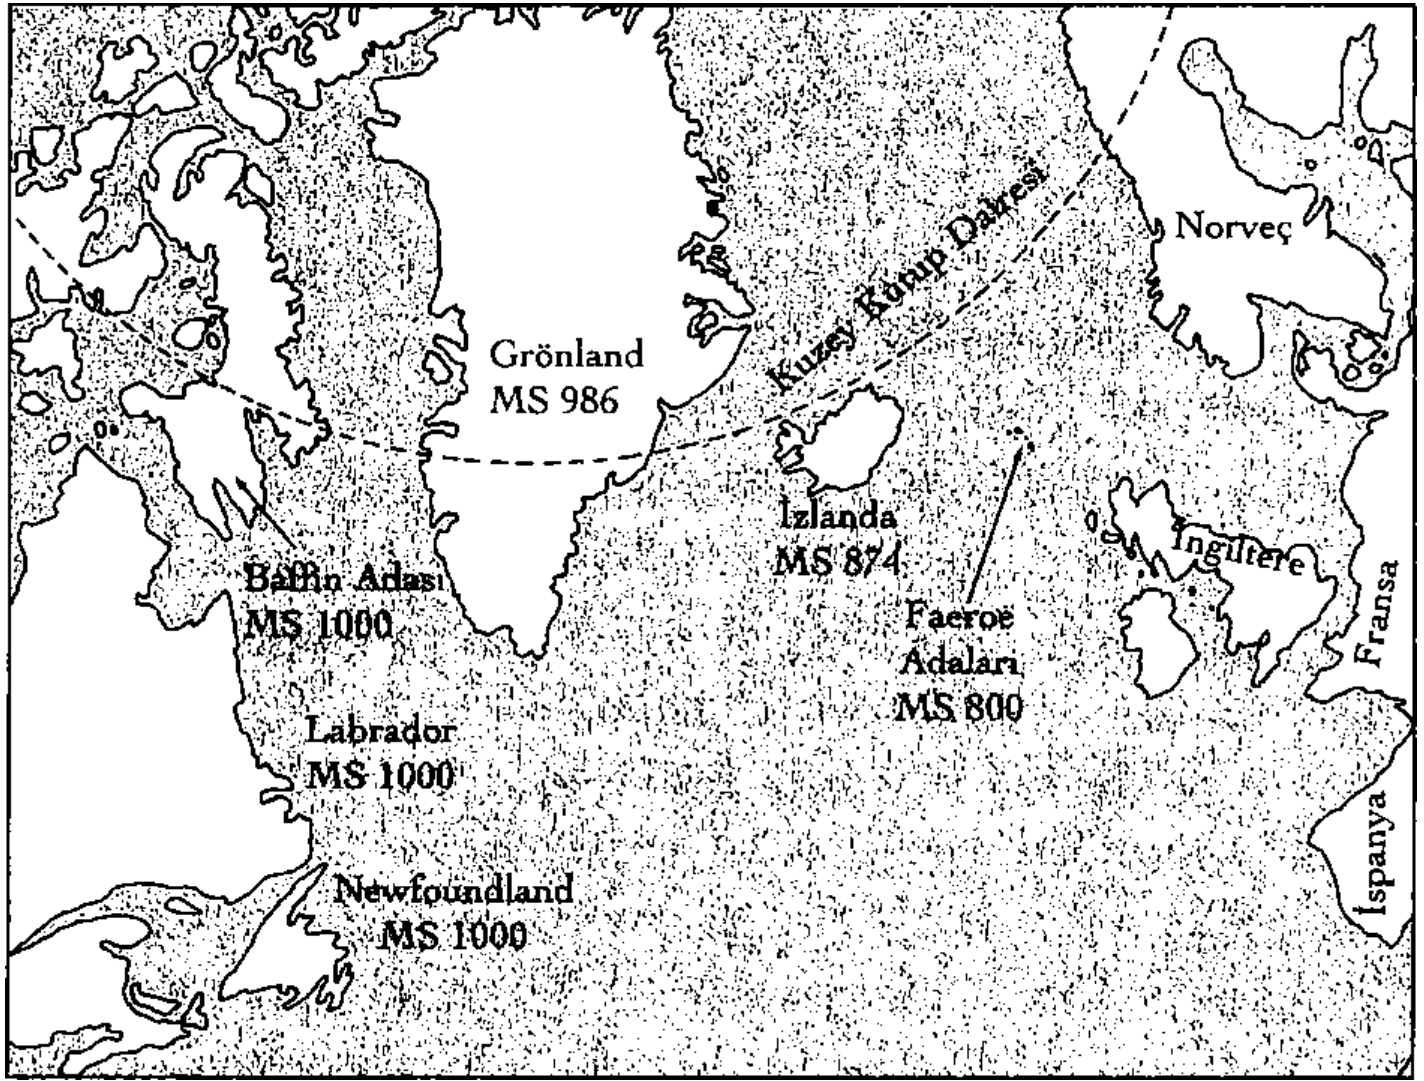 Norveç
Kuzey Kutup Dairesi
Grönland
MS 986
İzlanda
MS 874
İngiltere
Fransa
Baffin Adası
MS 1000
Faeroe
Adaları
MS 800
Labrador
MS 1000
İspanya
Newfoundland
MS 1000